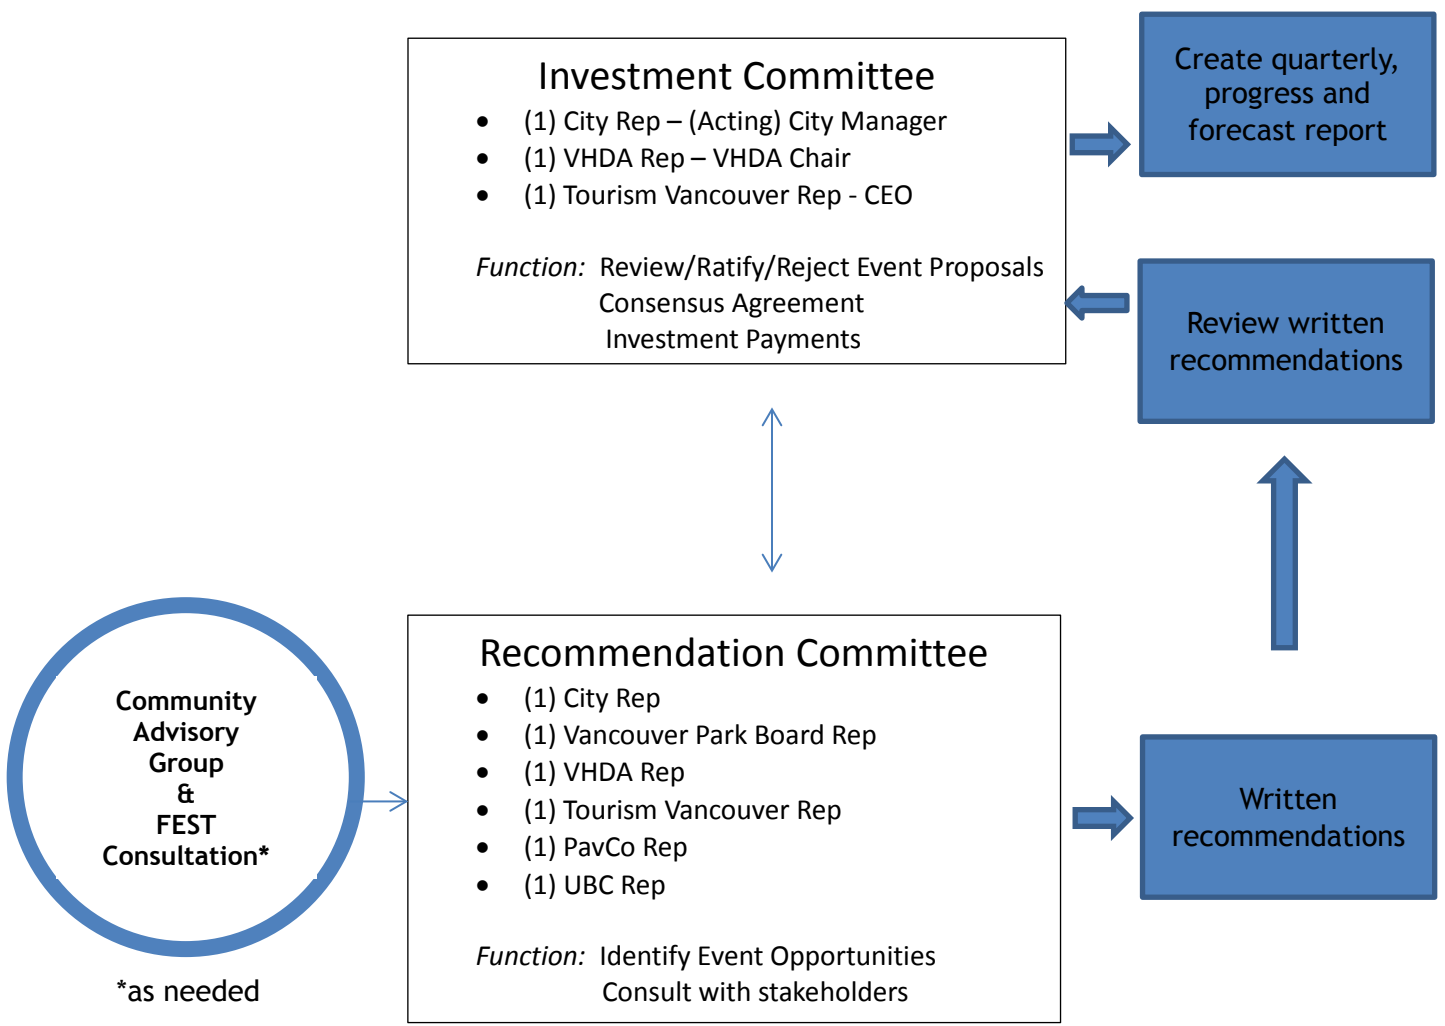 Investment Committee
• (1) City Rep – (Acting) City Manager
• (1) VHDA Rep – VHDA Chair
• (1) Tourism Vancouver Rep - CEO
Function: Review/Ratify/Reject Event Proposals
Consensus Agreement
Investment Payments
Create quarterly,
progress and
forecast report
Review written
recommendations
Community
Advisory
Group
&
FEST
Consultation*
*as needed
Recommendation Committee
• (1) City Rep
• (1) Vancouver Park Board Rep
• (1) VHDA Rep
• (1) Tourism Vancouver Rep
• (1) PavCo Rep
• (1) UBC Rep
Function: Identify Event Opportunities
Consult with stakeholders
Written
recommendations